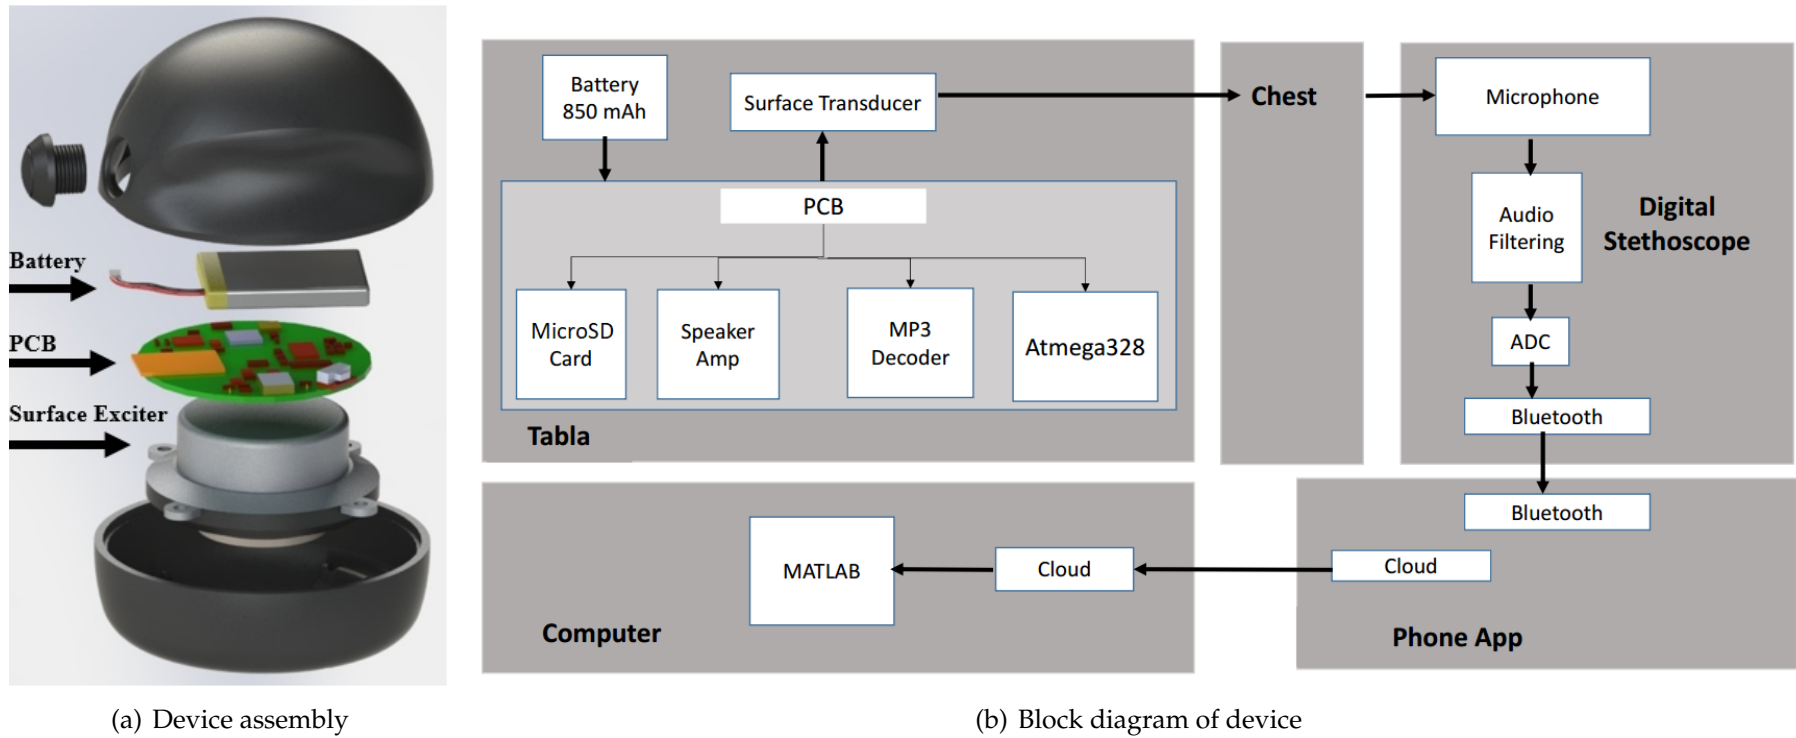 Battery
PCB
Surface Exciter
(a) Device assembly
Battery
850 mAh
Surface Transducer
PCB
MicroSD
Card
Speaker
Amp
MP3
Decoder
Atmega328
Tabla
Chest
Microphone
Audio
Filtering
ADC
Bluetooth
Digital
Stethoscope
Bluetooth
Cloud
Phone App
Cloud
MATLAB
Computer
(b) Block diagram of device